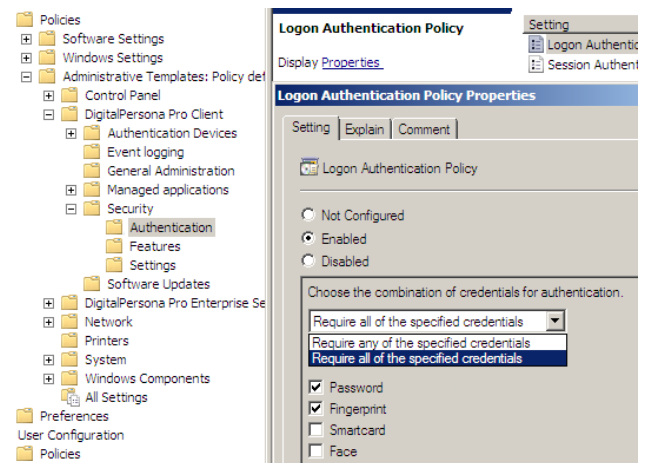 Policies
Software Settings
Windows Settings
Administrative Templates: Policy def
Control Panel
DigitalPersona Pro Client
Authentication Devices
Event logging
General Administration
Managed applications
Security
Authentication
Features
Settings
Software Updates
DigitalPersona Pro Enterprise Se
Network
Printers
System
Windows Components
All Settings
Preferences
User Configuration
Policies
Logon Authentication Policy
Display Properties
Setting
Logon Authentic
Session Authent
Logon Authentication Policy Properties
Setting Explain Comment
Logon Authentication Policy
Not Configured
Enabled
Disabled
Choose the combination of credentials for authentication.
Require all of the specified credentials
Require any of the specified credentials
Require all of the specified credentials
Password
Fingerprint
Smartcard
Face